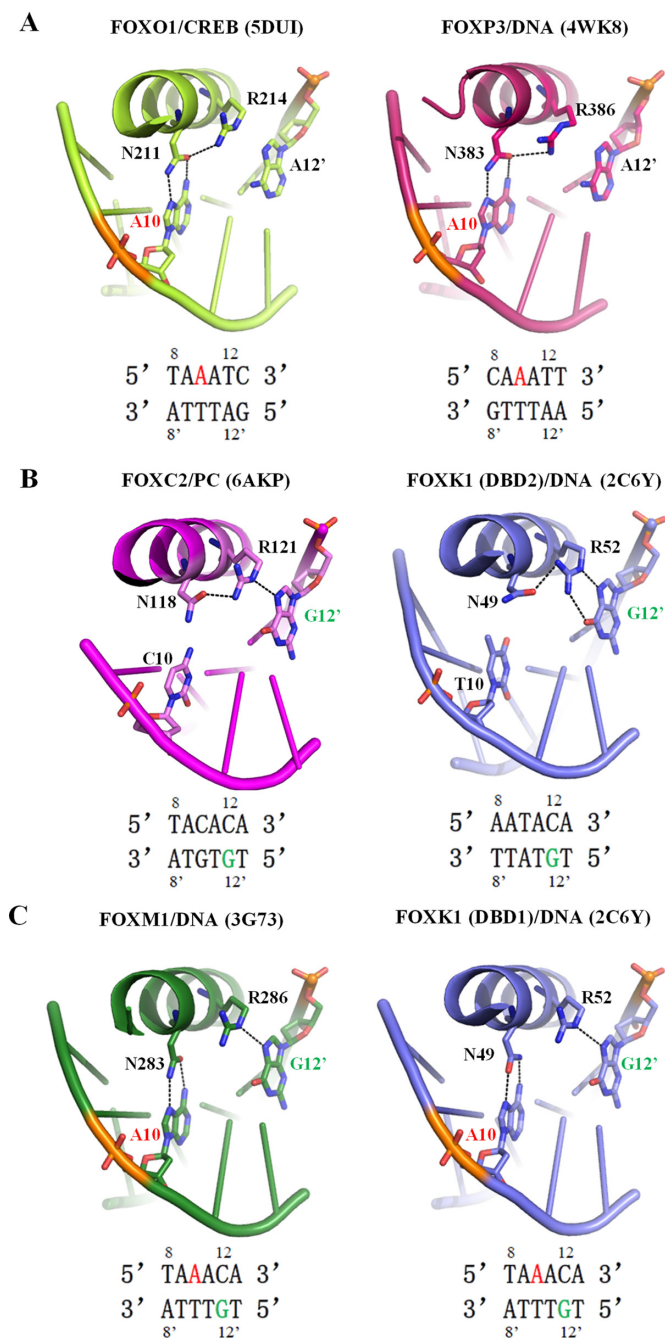 A
FOXO1/CREB (5DUI)
FOXP3/DNA (4WK8)
R214
N211
A10
A12'
R386
N383
A10
A12'
8 12
5' TAAATC 3'
3' ATTTAG 5'
8' 12'
8 12
5' CAAATT 3'
3' GTTTAA 5'
8' 12'
B
FOXC2/PC (6AKP)
FOXK1 (DBD2)/DNA (2C6Y)
R121
N118
G12'
C10
R52
N49
G12'
T10
8 12
5' TACACA 3'
3' ATGTGT 5'
8' 12'
8 12
5' AATACA 3'
3' TTATGT 5'
8' 12'
C
FOXM1/DNA (3G73)
FOXK1 (DBD1)/DNA (2C6Y)
R286
N283
G12'
A10
R52
N49
G12'
A10
8 12
5' TAAACA 3'
3' ATTTGT 5'
8' 12'
8 12
5' TAAACA 3'
3' ATTTGT 5'
8' 12'